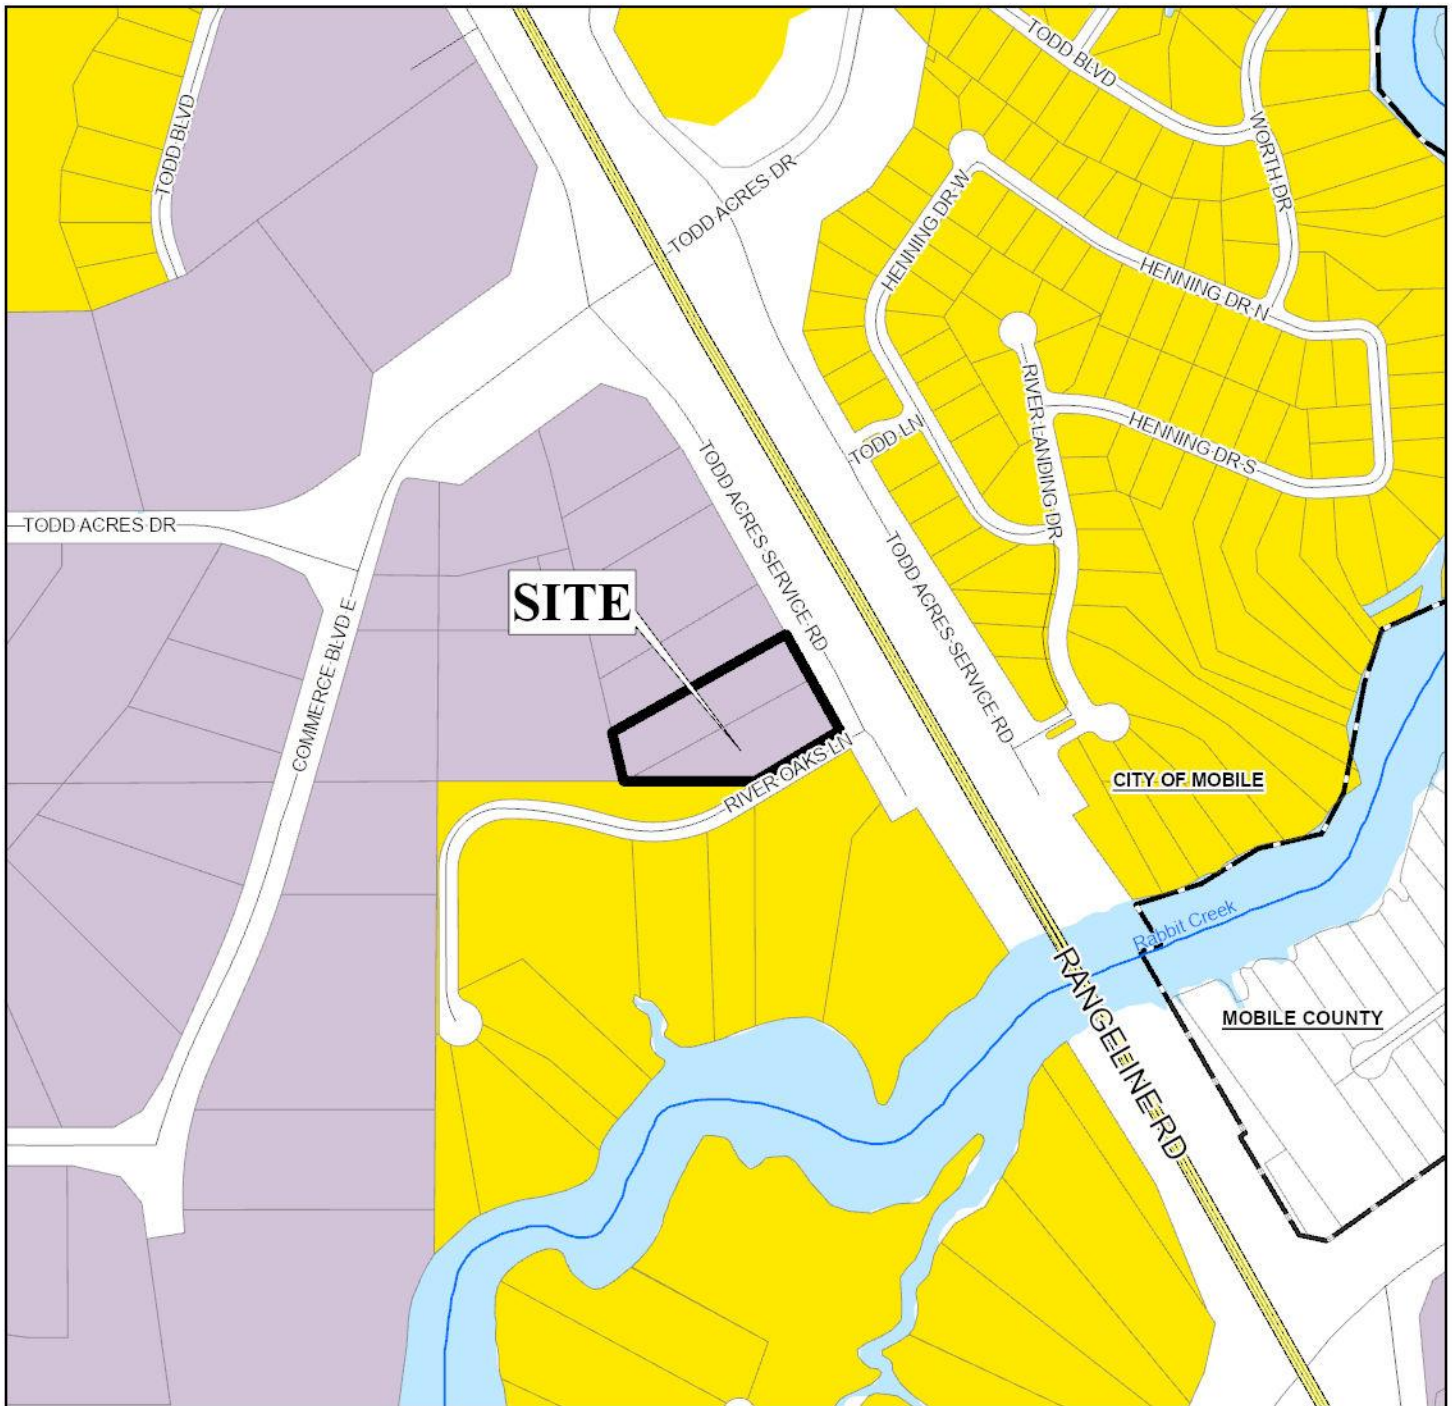 TODD BLVD
TODD BLVD
WORTH DR
TODD ACRES DR
HENNING DR W
HENNING DR N
RIVER LANDING DR
HENNING DR S
TODD LN
TODD ACRES DR
TODD ACRES SERVICE RD
TODD ACRES SERVICE RD
SITE
COMMERCE BLVD E
RIVER OAKS LN
CITY OF MOBILE
Rabbit Creek
RANGELINE RD
MOBILE COUNTY